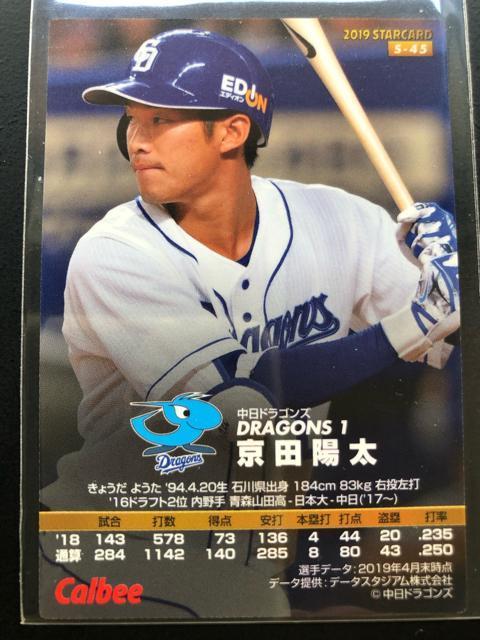 2019 STARCARD
S-45
CD
EDION
エディオン
Dragons
中日ドラゴンズ
DRAGONS 1
京田陽太
Dragons
きょうだ ようた '94.4.20生 石川県出身 184cm 83kg 右投左打
'16ドラフト2位 内野手 青森山田高-日本大-中日('17〜)
試合 打数 得点 安打 本塁打 打点 盗塁 打率
'18 143 578 73 136 4 44 20 .235
通算 284 1142 140 285 8 80 43 .250
選手データ:2019年4月末時点
データ提供:データスタジアム株式会社
Calbee
© 中日ドラゴンズ